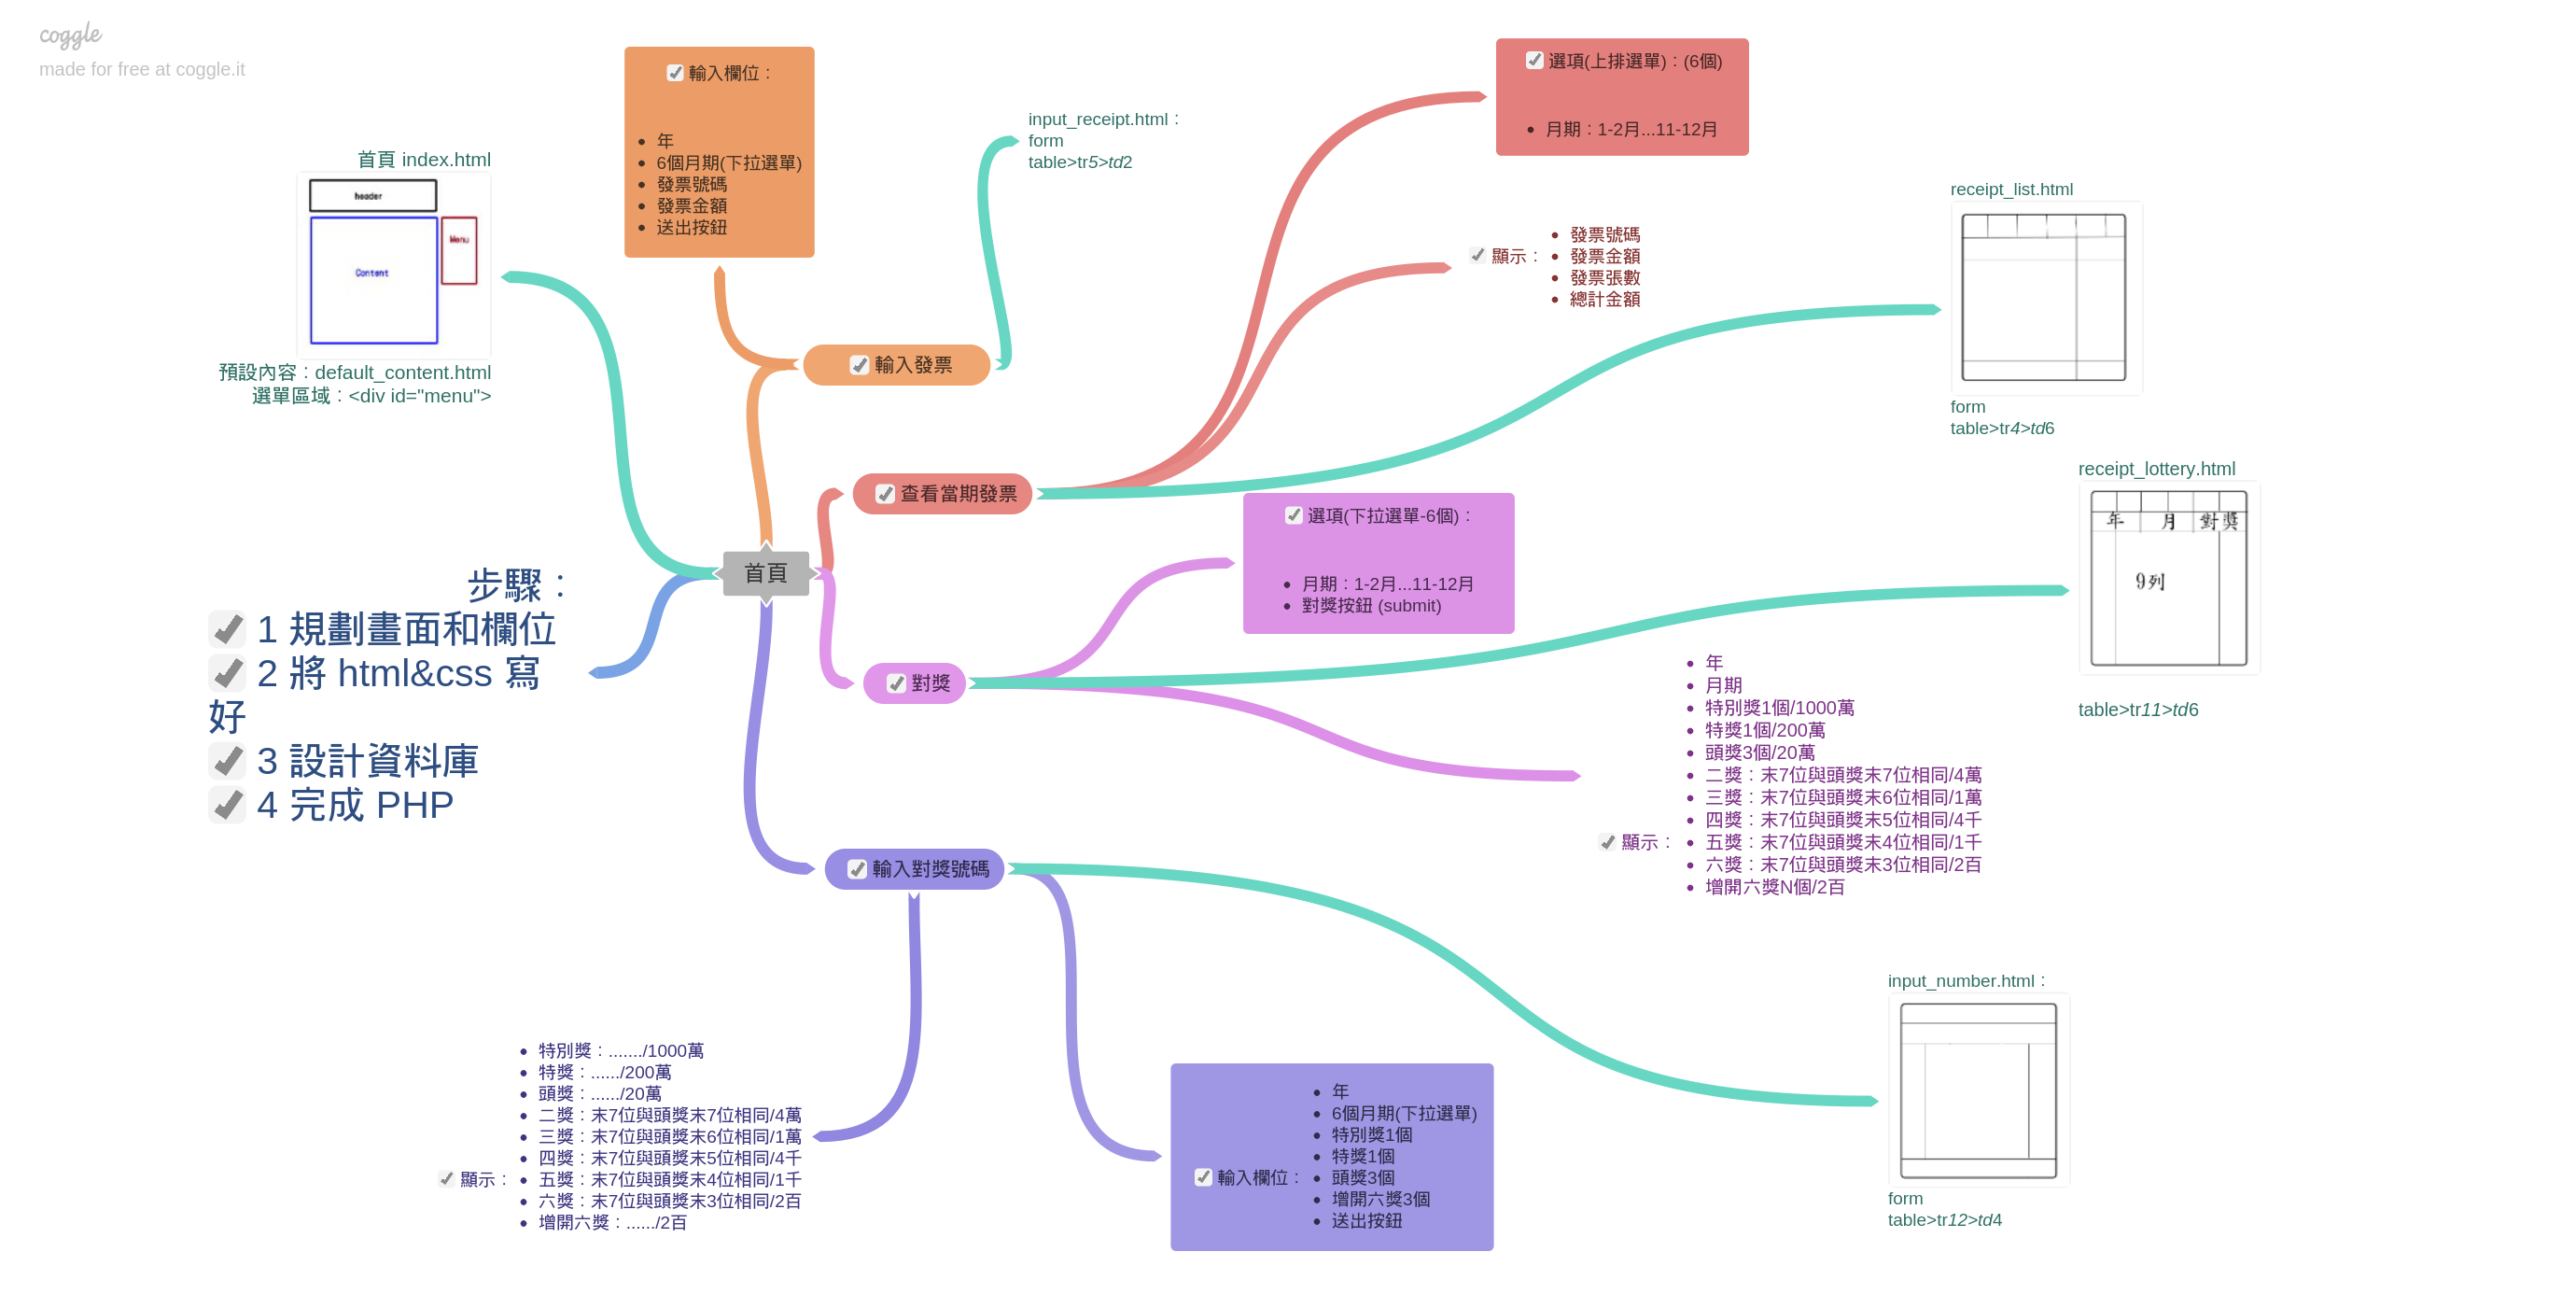 coggle
made for free at coggle.it
首頁 index.html
header
Content
Menu
預設內容：default_content.html
選單區域：<div id="menu">
步驟：
1 規劃畫面和欄位
2 將 html&css 寫
好
3 設計資料庫
4 完成 PHP
首頁
輸入欄位：
年
6個月期(下拉選單)
發票號碼
發票金額
送出按鈕
輸入發票
input_receipt.html：
form
table>tr5>td2
選項(上排選單)：(6個)
月期：1-2月...11-12月
顯示：
發票號碼
發票金額
發票張數
總計金額
查看當期發票
receipt_list.html
form
table>tr4>td6
選項(下拉選單-6個)：
月期：1-2月...11-12月
對獎按鈕 (submit)
對獎
receipt_lottery.html
年 月 對獎
9列
table>tr11>td6
顯示：
年
月期
特別獎1個/1000萬
特獎1個/200萬
頭獎3個/20萬
二獎：末7位與頭獎末7位相同/4萬
三獎：末7位與頭獎末6位相同/1萬
四獎：末7位與頭獎末5位相同/4千
五獎：末7位與頭獎末4位相同/1千
六獎：末7位與頭獎末3位相同/2百
增開六獎N個/2百
輸入對獎號碼
顯示：
特別獎：......./1000萬
特獎：....../200萬
頭獎：....../20萬
二獎：末7位與頭獎末7位相同/4萬
三獎：末7位與頭獎末6位相同/1萬
四獎：末7位與頭獎末5位相同/4千
五獎：末7位與頭獎末4位相同/1千
六獎：末7位與頭獎末3位相同/2百
增開六獎：....../2百
輸入欄位：
年
6個月期(下拉選單)
特別獎1個
特獎1個
頭獎3個
增開六獎3個
送出按鈕
input_number.html：
form
table>tr12>td4